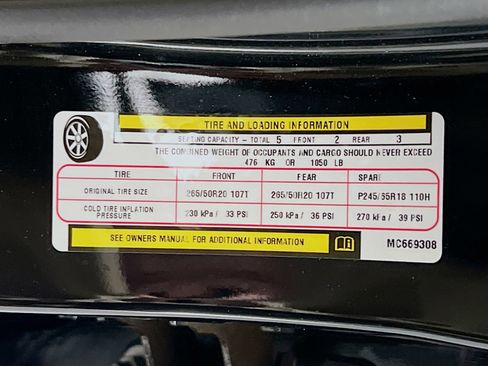 TIRE AND LOADING INFORMATION
SEATING CAPACITY - TOTAL 5 FRONT 2 REAR 3
THE COMBINED WEIGHT OF OCCUPANTS AND CARGO SHOULD NEVER EXCEED
476 KG OR 1050 LB
TIRE FRONT REAR SPARE
ORIGINAL TIRE SIZE 265/50R20 107T 265/50R20 107T P245/65R18 110H
COLD TIRE INFLATION PRESSURE 230 kPa / 33 PSI 250 kPa / 36 PSI 270 kPa / 39 PSI
SEE OWNERS MANUAL FOR ADDITIONAL INFORMATION
MC669308